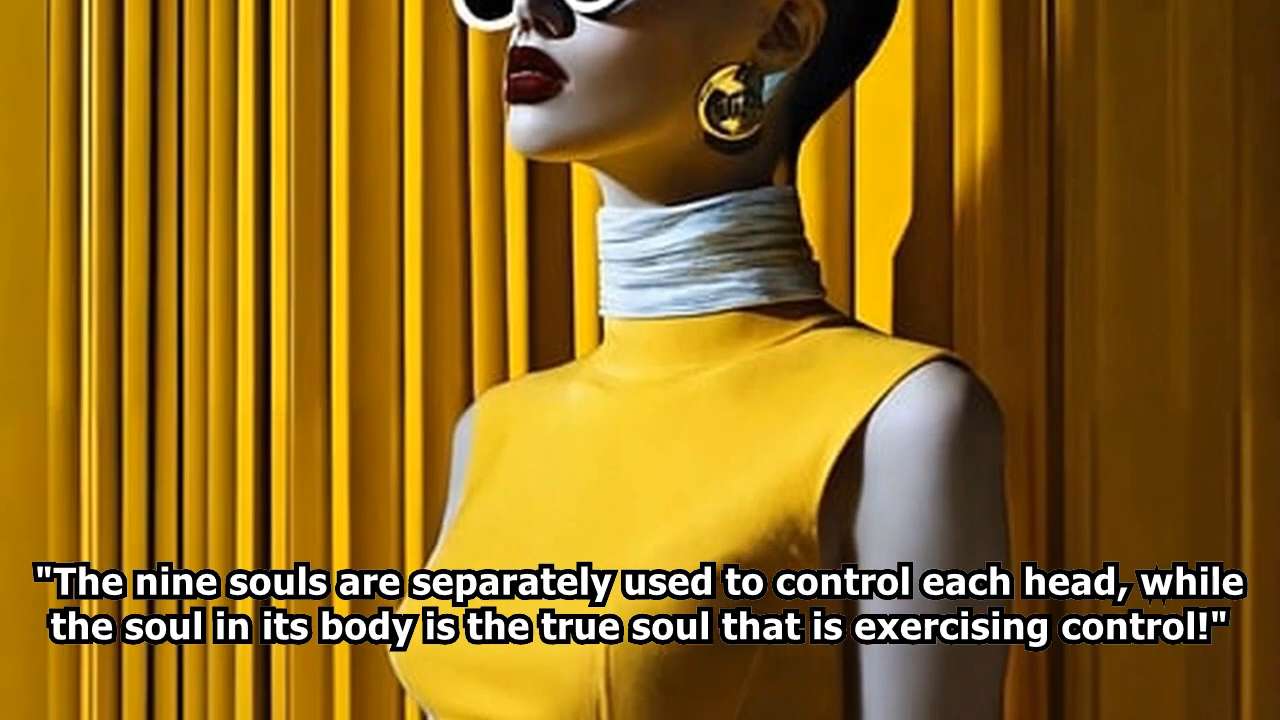 "The nine souls are separately used to control each head, while
the soul in its body is the true soul that is exercising control!"